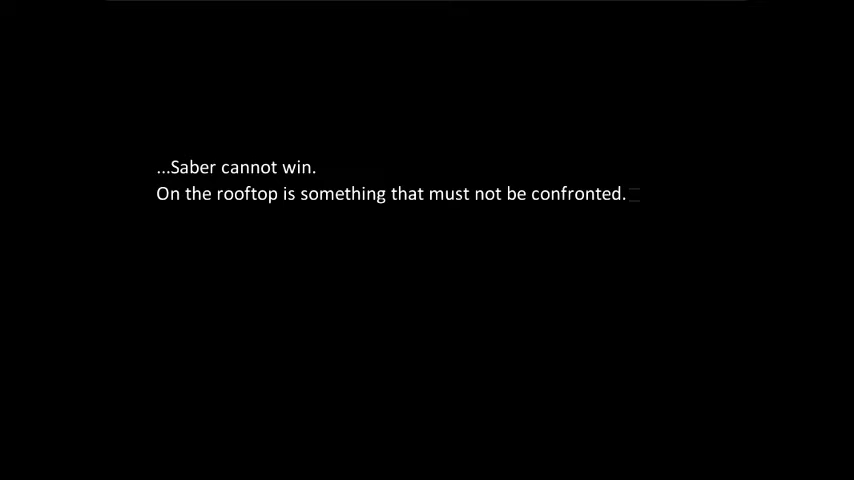 ...Saber cannot win.
On the rooftop is something that must not be confronted.